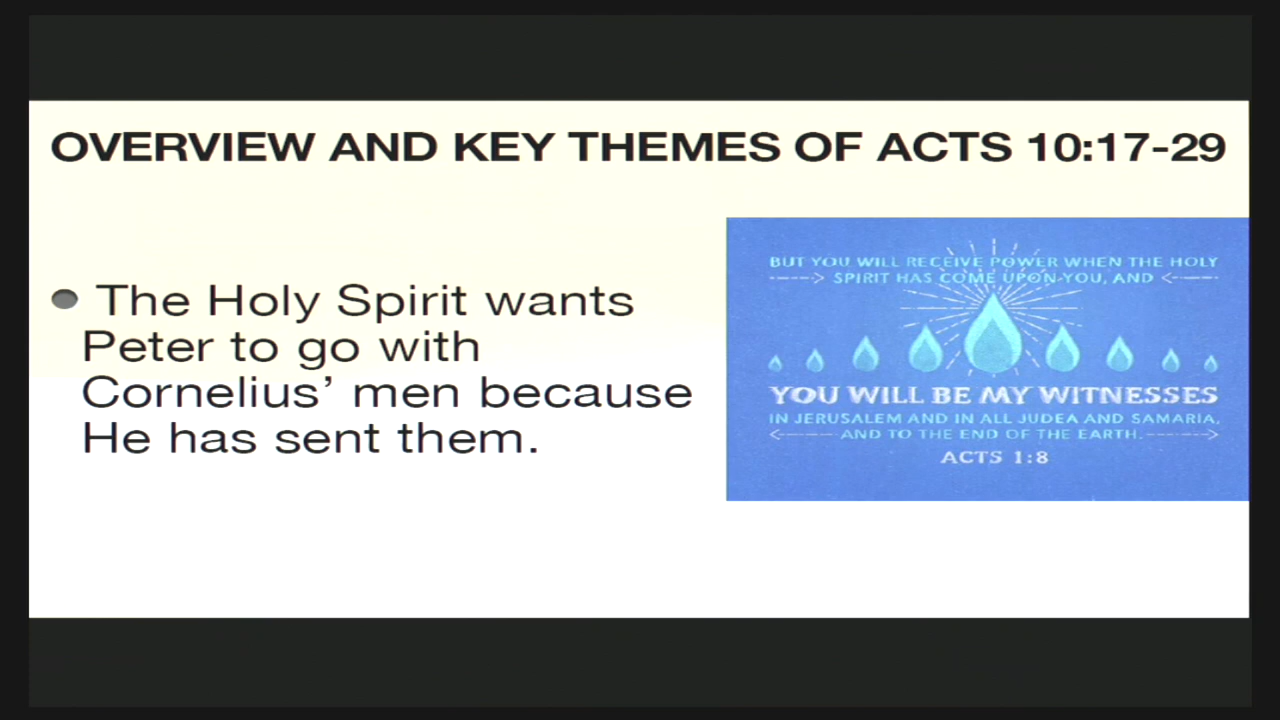 OVERVIEW AND KEY THEMES OF ACTS 10:17-29
The Holy Spirit wants
Peter to go with
Cornelius’ men because
He has sent them.
BUT YOU WILL RECEIVE POWER WHEN THE HOLY
SPIRIT HAS COME UPON YOU, AND
YOU WILL BE MY WITNESSES
IN JERUSALEM AND IN ALL JUDEA AND SAMARIA,
AND TO THE END OF THE EARTH.
ACTS 1:8